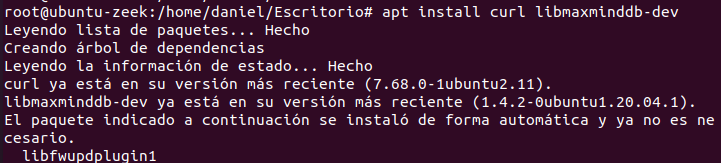 root@ubuntu-zeek:/home/daniel/Escritorio# apt install curl libmaxminddb-dev
Leyendo lista de paquetes... Hecho
Creando árbol de dependencias
Leyendo la información de estado... Hecho
curl ya está en su versión más reciente (7.68.0-1ubuntu2.11).
libmaxminddb-dev ya está en su versión más reciente (1.4.2-0ubuntu1.20.04.1).
El paquete indicado a continuación se instaló de forma automática y ya no es ne
cesario.
  libfwupdplugin1